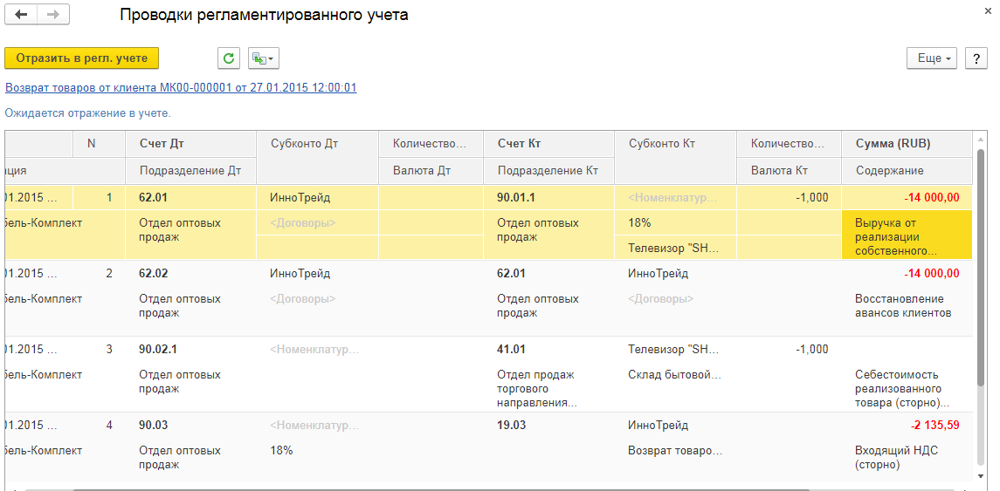 Проводки регламентированного учета
Отразить в регл. учете
Еще
?
Возврат товаров от клиента МК00-000001 от 27.01.2015 12:00:01
Ожидается отражение в учете.
N Счет Дт Субконто Дт Количество... Счет Кт Субконто Кт Количество... Сумма (RUB)
ация Подразделение Дт Валюта Дт Подразделение Кт Валюта Кт Содержание
01.2015 ... 1 62.01 ИнноТрейд 90.01.1 <Номенклатур... -1,000 -14 000,00
бель-Комплект Отдел оптовых <Договоры> Отдел оптовых 18% Выручка от
продаж продаж реализации
Телевизор "SH... собственного...
01.2015 ... 2 62.02 ИнноТрейд 62.01 ИнноТрейд -14 000,00
бель-Комплект Отдел оптовых <Договоры> Отдел оптовых <Договоры> Восстановление
продаж продаж авансов клиентов
01.2015 ... 3 90.02.1 <Номенклатур... 41.01 Телевизор "SH... -1,000
бель-Комплект Отдел оптовых Отдел продаж Склад бытовой... Себестоимость
продаж торгового реализованного
направления... товара (сторно)...
01.2015 ... 4 90.03 <Номенклатур... 19.03 ИнноТрейд -2 135,59
бель-Комплект Отдел оптовых 18% Возврат товаро... Входящий НДС
продаж (сторно)